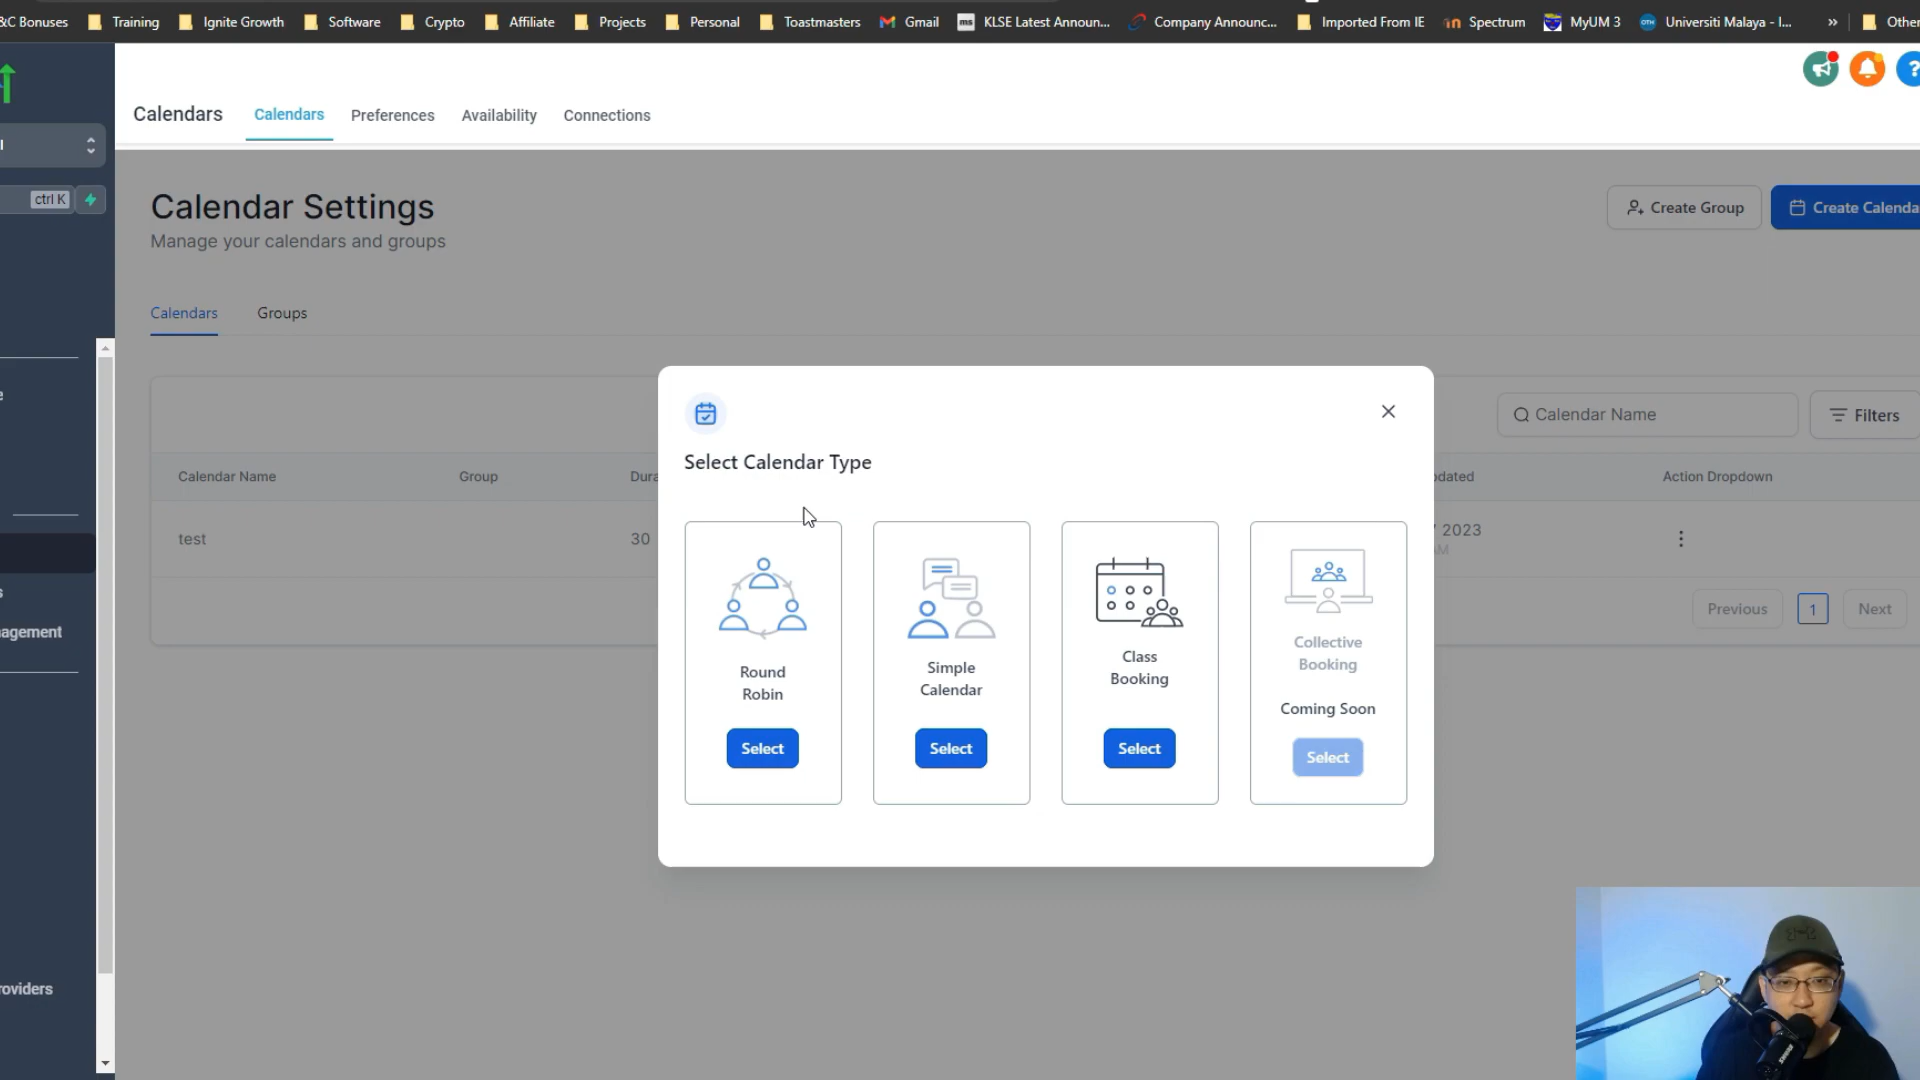 &C Bonuses Training Ignite Growth Software Crypto Affiliate Projects Personal Toastmasters Gmail KLSE Latest Announ... Company Announc... Imported From IE Spectrum MyUM 3 Universiti Malaya - I... » Other
Calendars Calendars Preferences Availability Connections
ctrl K
Calendar Settings
Manage your calendars and groups
Create Group
Create Calenda
Calendars Groups
Calendar Name
Filters
Calendar Name Group Dura pdated Action Dropdown
test 30 2023
AM
Previous 1 Next
Select Calendar Type
Round
Robin
Select
Simple
Calendar
Select
Class
Booking
Select
Collective
Booking
Coming Soon
Select
e
s
agement
roviders